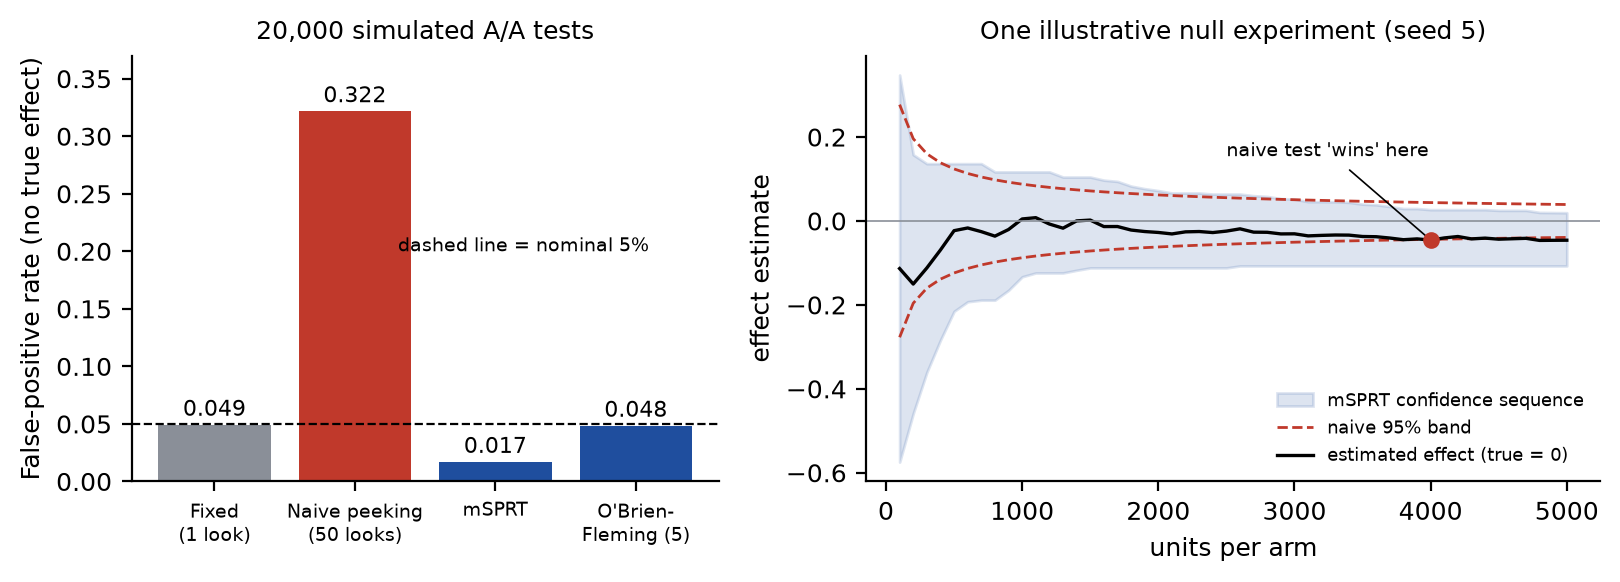 20,000 simulated A/A tests
False-positive rate (no true effect)
0.35
0.30
0.25
0.20
0.15
0.10
0.05
0.00
0.049
0.322
0.017
0.048
dashed line = nominal 5%
Fixed
(1 look)
Naive peeking
(50 looks)
mSPRT
O'Brien-
Fleming (5)
One illustrative null experiment (seed 5)
effect estimate
0.2
0.0
−0.2
−0.4
−0.6
naive test 'wins' here
mSPRT confidence sequence
naive 95% band
estimated effect (true = 0)
0
1000
2000
3000
4000
5000
units per arm